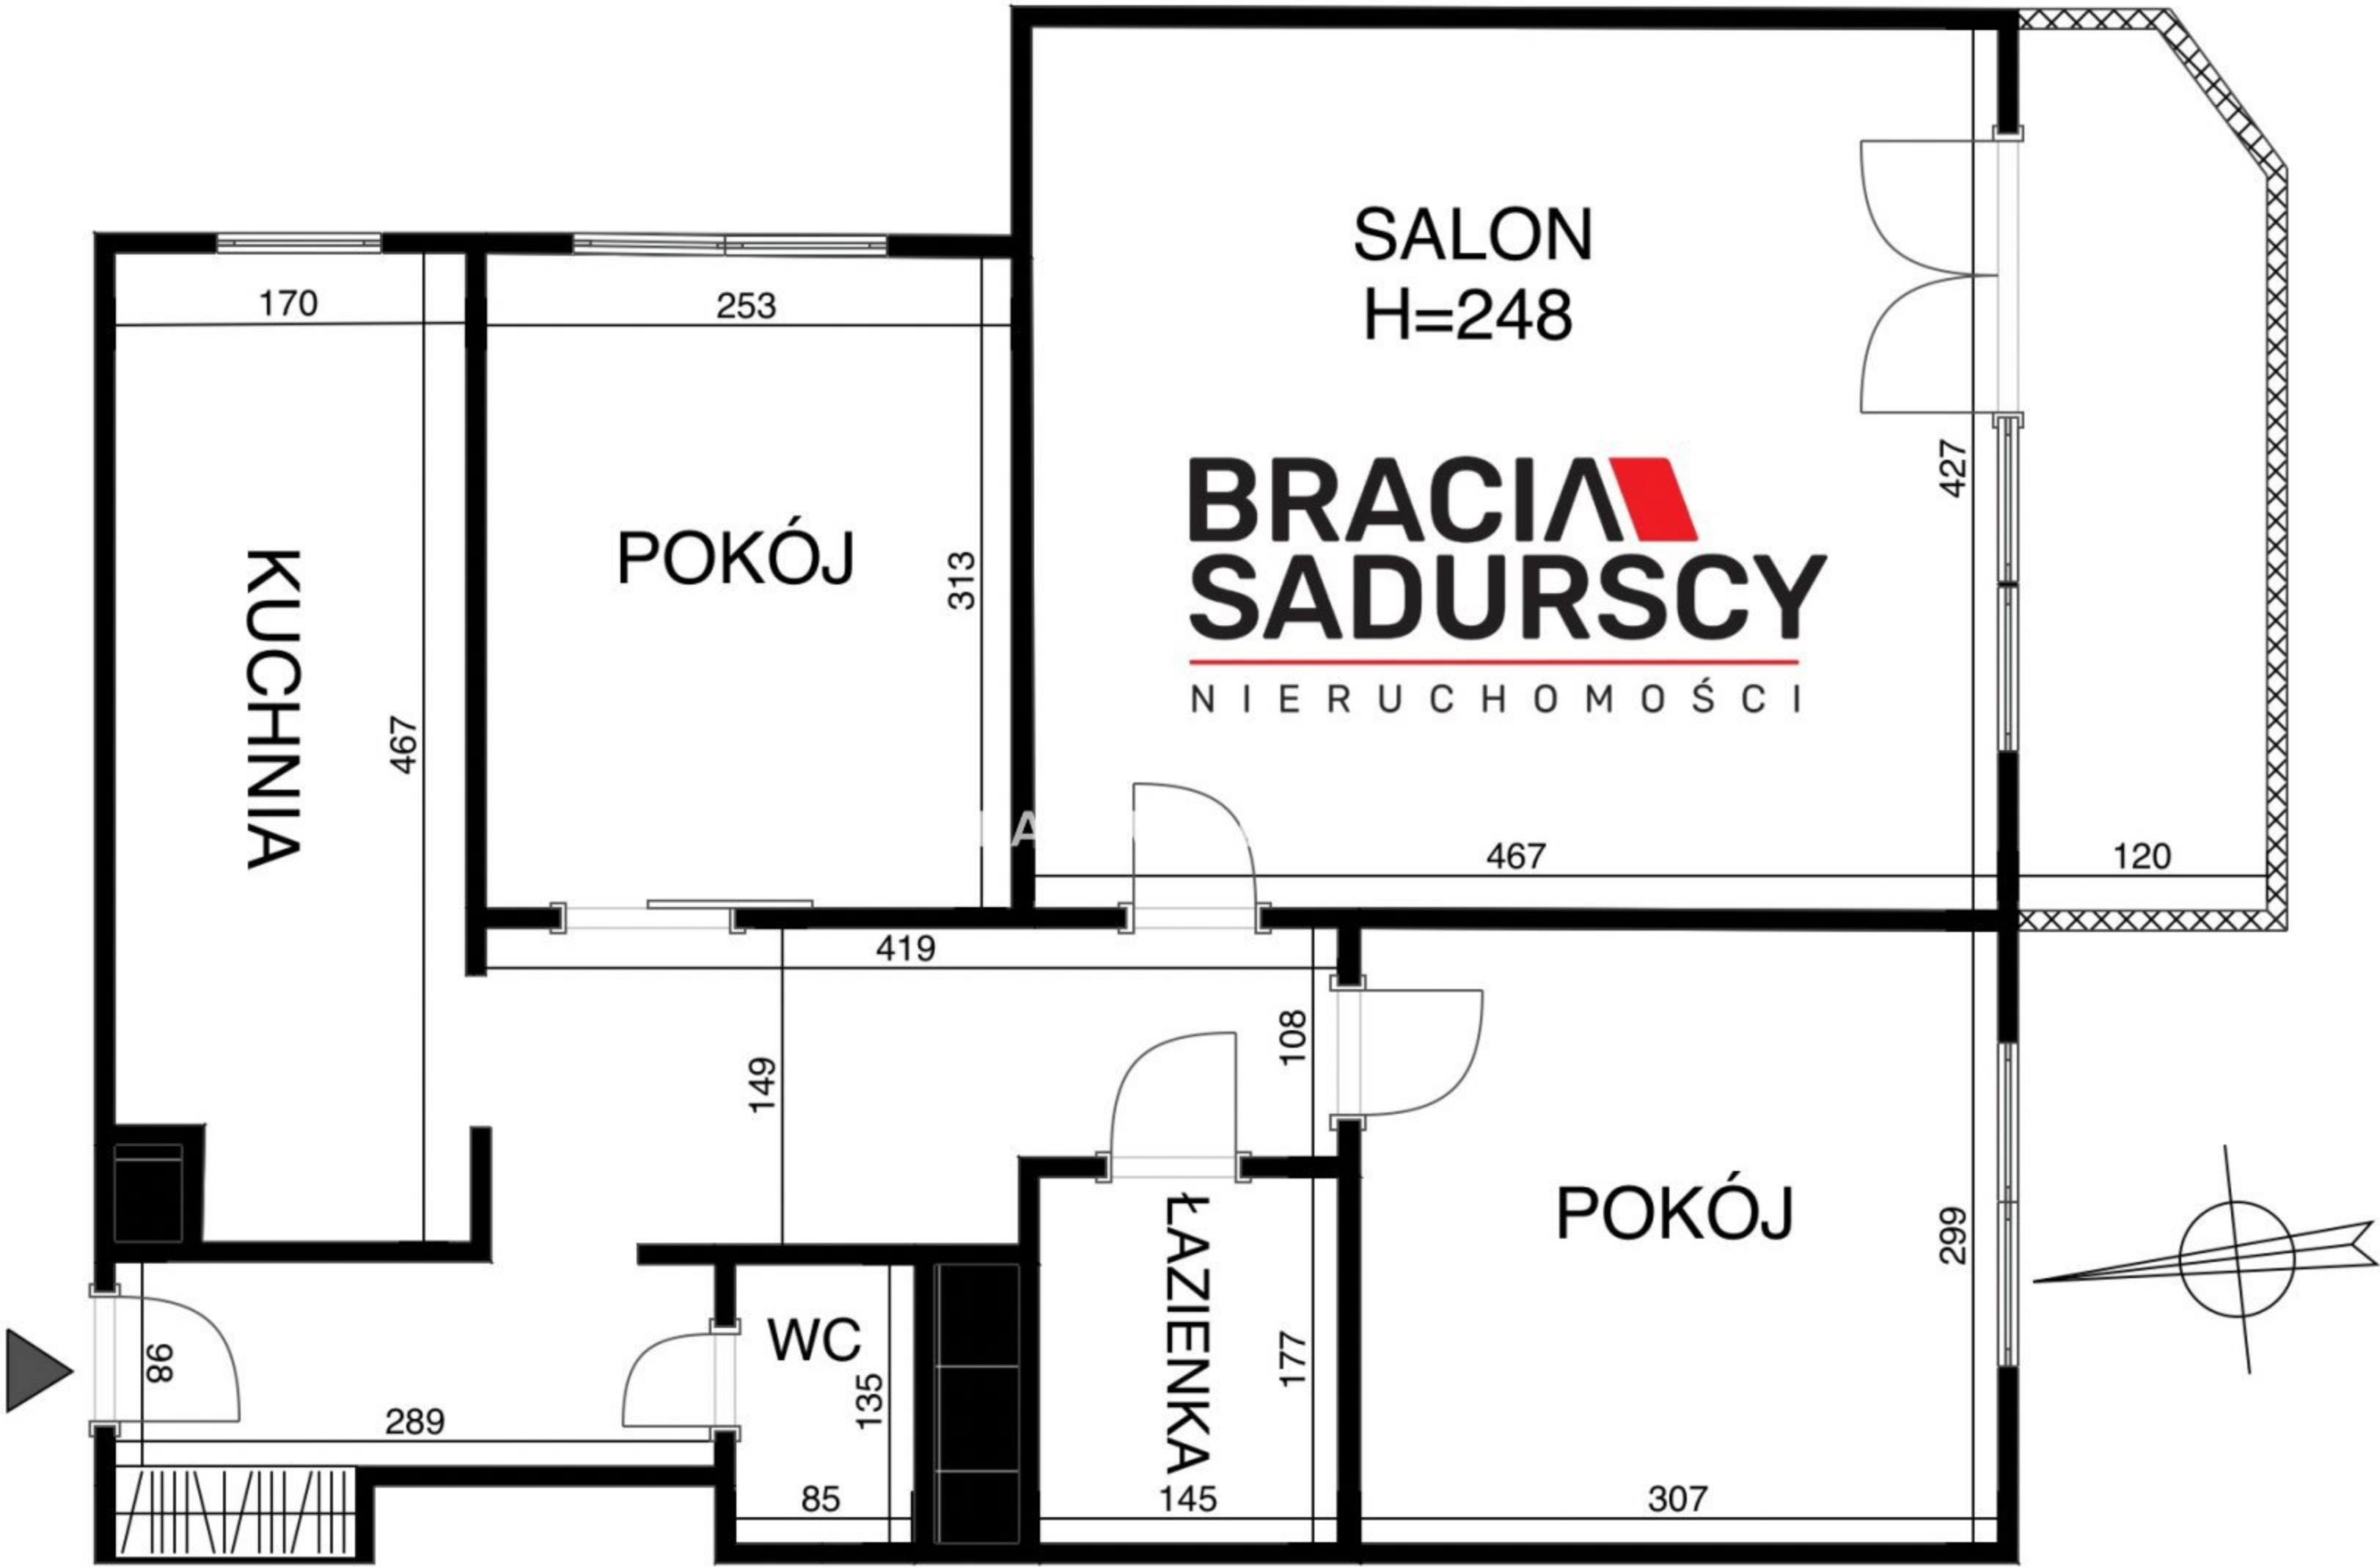 SALON
H=248
170
253
427
BRACIA
SADURSCY
NIERUCHOMOŚCI
POKÓJ
313
KUCHNIA
467
467
120
419
108
149
POKÓJ
299
ŁAZIENKA
177
WC
135
86
289
85
145
307